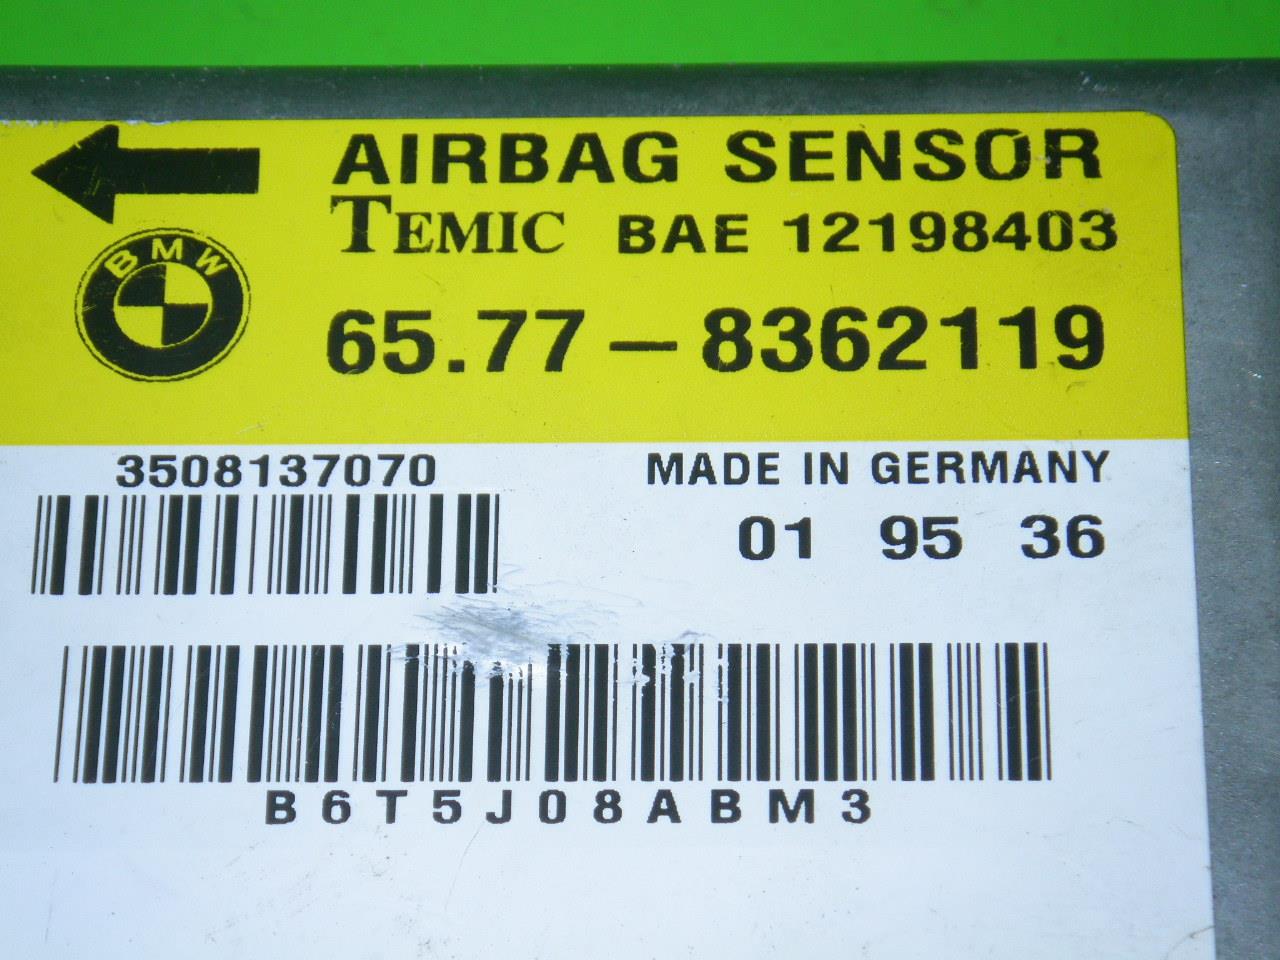 AIRBAG SENSOR
TEMIC BAE 12198403
BMW
65.77-8362119
3508137070 MADE IN GERMANY
01 95 36
B6T5J08ABM3